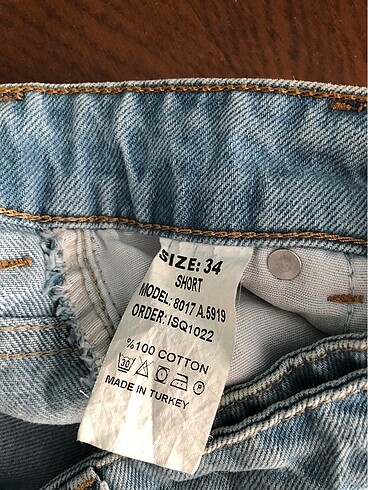 SIZE: 34
SHORT
MODEL: 8017 A.5919
ORDER: ISQ1022
%100 COTTON
30
MADE IN TURKEY